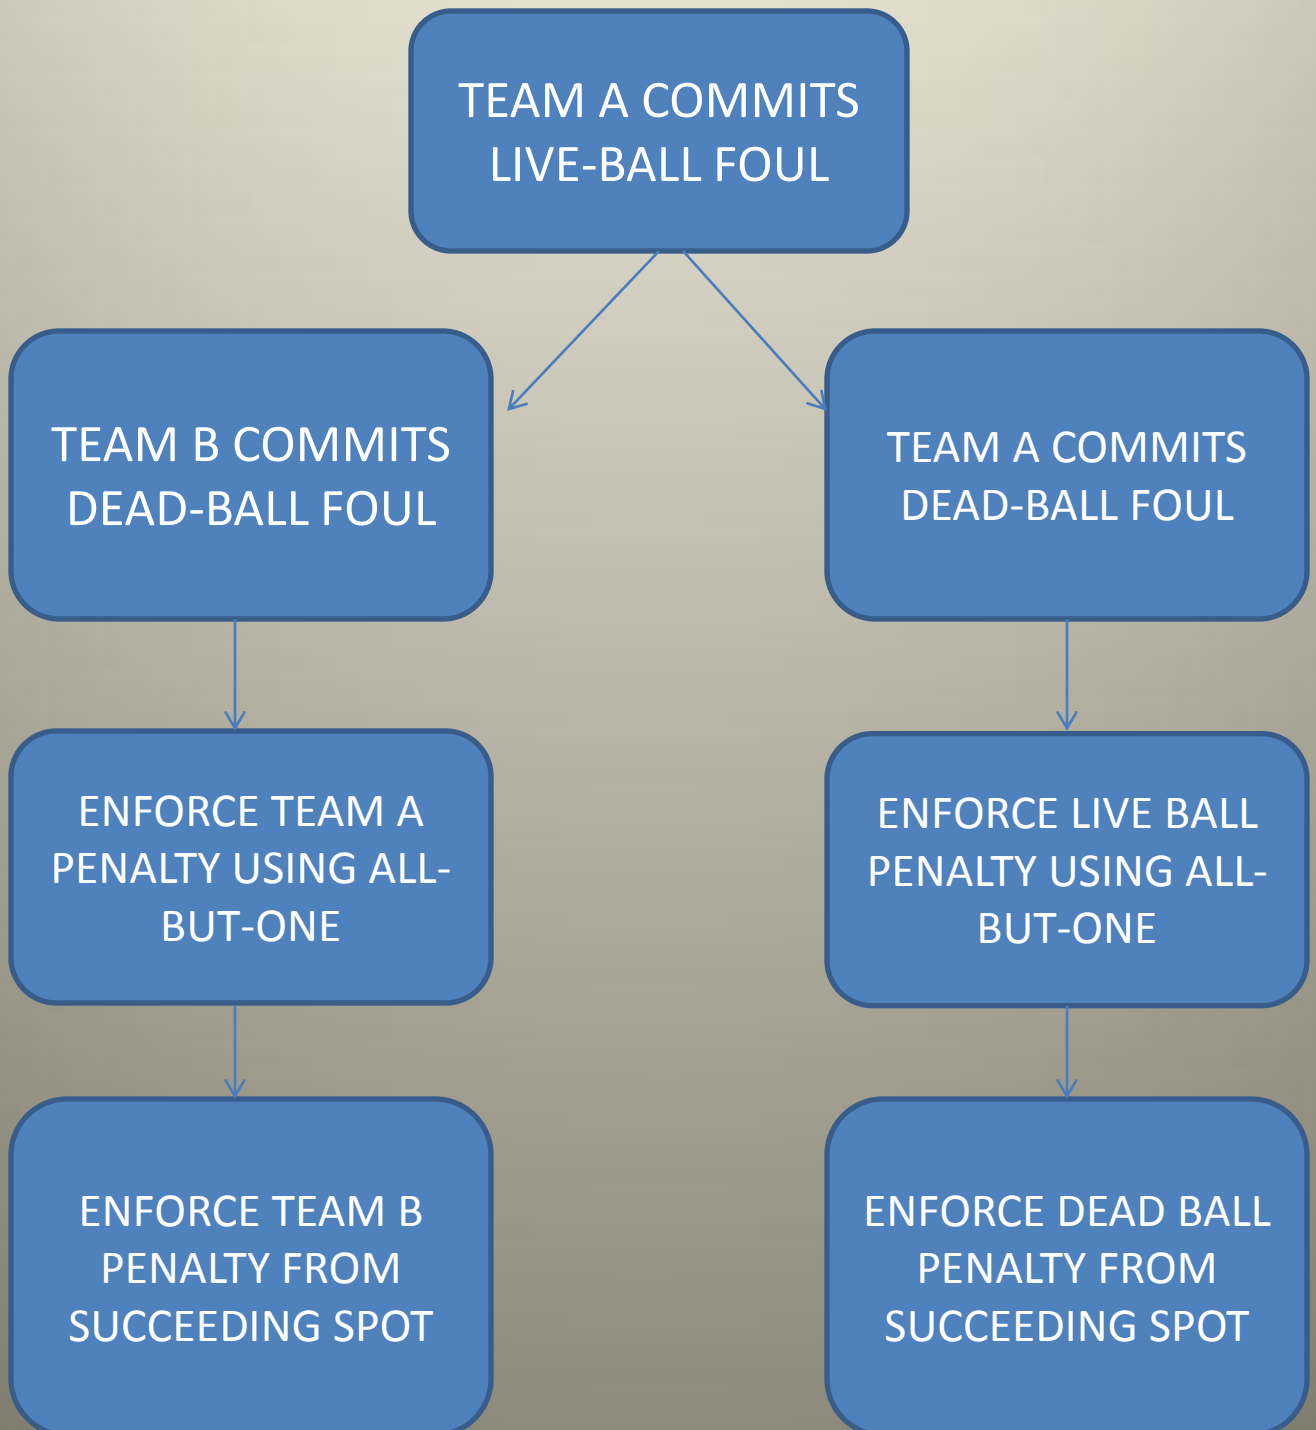 TEAM A COMMITS
LIVE-BALL FOUL
TEAM B COMMITS
DEAD-BALL FOUL
TEAM A COMMITS
DEAD-BALL FOUL
ENFORCE TEAM A
PENALTY USING ALL-
BUT-ONE
ENFORCE LIVE BALL
PENALTY USING ALL-
BUT-ONE
ENFORCE TEAM B
PENALTY FROM
SUCCEEDING SPOT
ENFORCE DEAD BALL
PENALTY FROM
SUCCEEDING SPOT